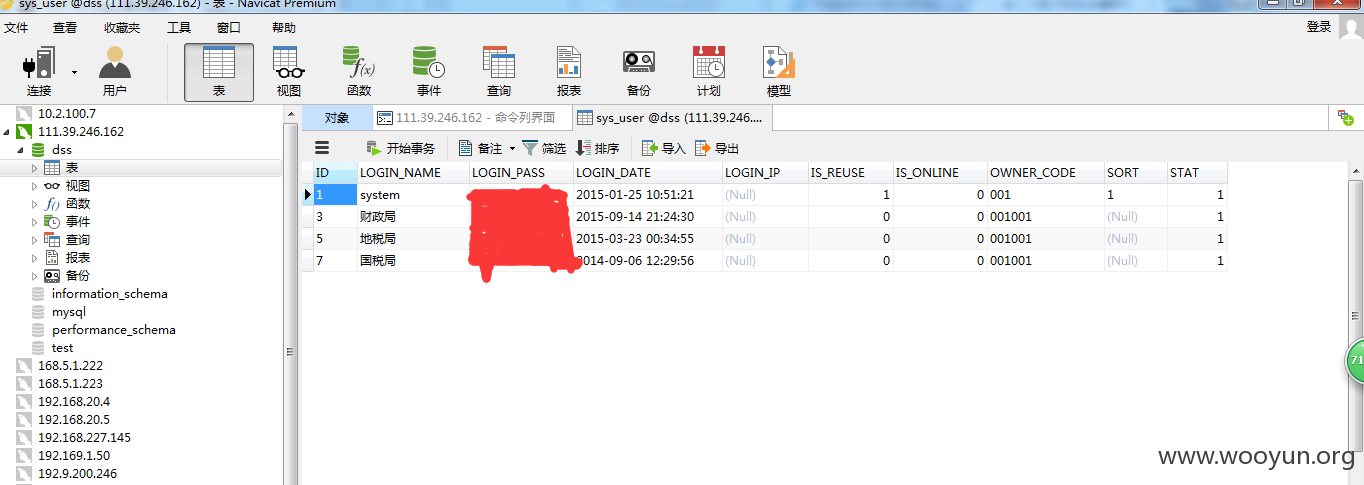 sys_user @dss (111.39.246.162) - 表 - Navicat Premium
文件 查看 收藏夹 工具 窗口 帮助 登录
连接 用户 表 视图 函数 事件 查询 报表 备份 计划 模型
10.2.100.7
111.39.246.162
dss
表
视图
函数
事件
查询
报表
备份
information_schema
mysql
performance_schema
test
168.5.1.222
168.5.1.223
192.168.20.4
192.168.20.5
192.168.227.145
192.169.1.50
192.9.200.246
对象 111.39.246.162 - 命令列界面 sys_user @dss (111.39.246....
开始事务 备注 筛选 排序 导入 导出
ID LOGIN_NAME LOGIN_PASS LOGIN_DATE LOGIN_IP IS_REUSE IS_ONLINE OWNER_CODE SORT STAT
1 system 2015-01-25 10:51:21 (Null) 1 0 001 1 1
3 财政局 2015-09-14 21:24:30 (Null) 0 0 001001 (Null) 1
5 地税局 2015-03-23 00:34:55 (Null) 0 0 001001 (Null) 1
7 国税局 2014-09-06 12:29:56 (Null) 0 0 001001 (Null) 1
71
www.wooyun.org